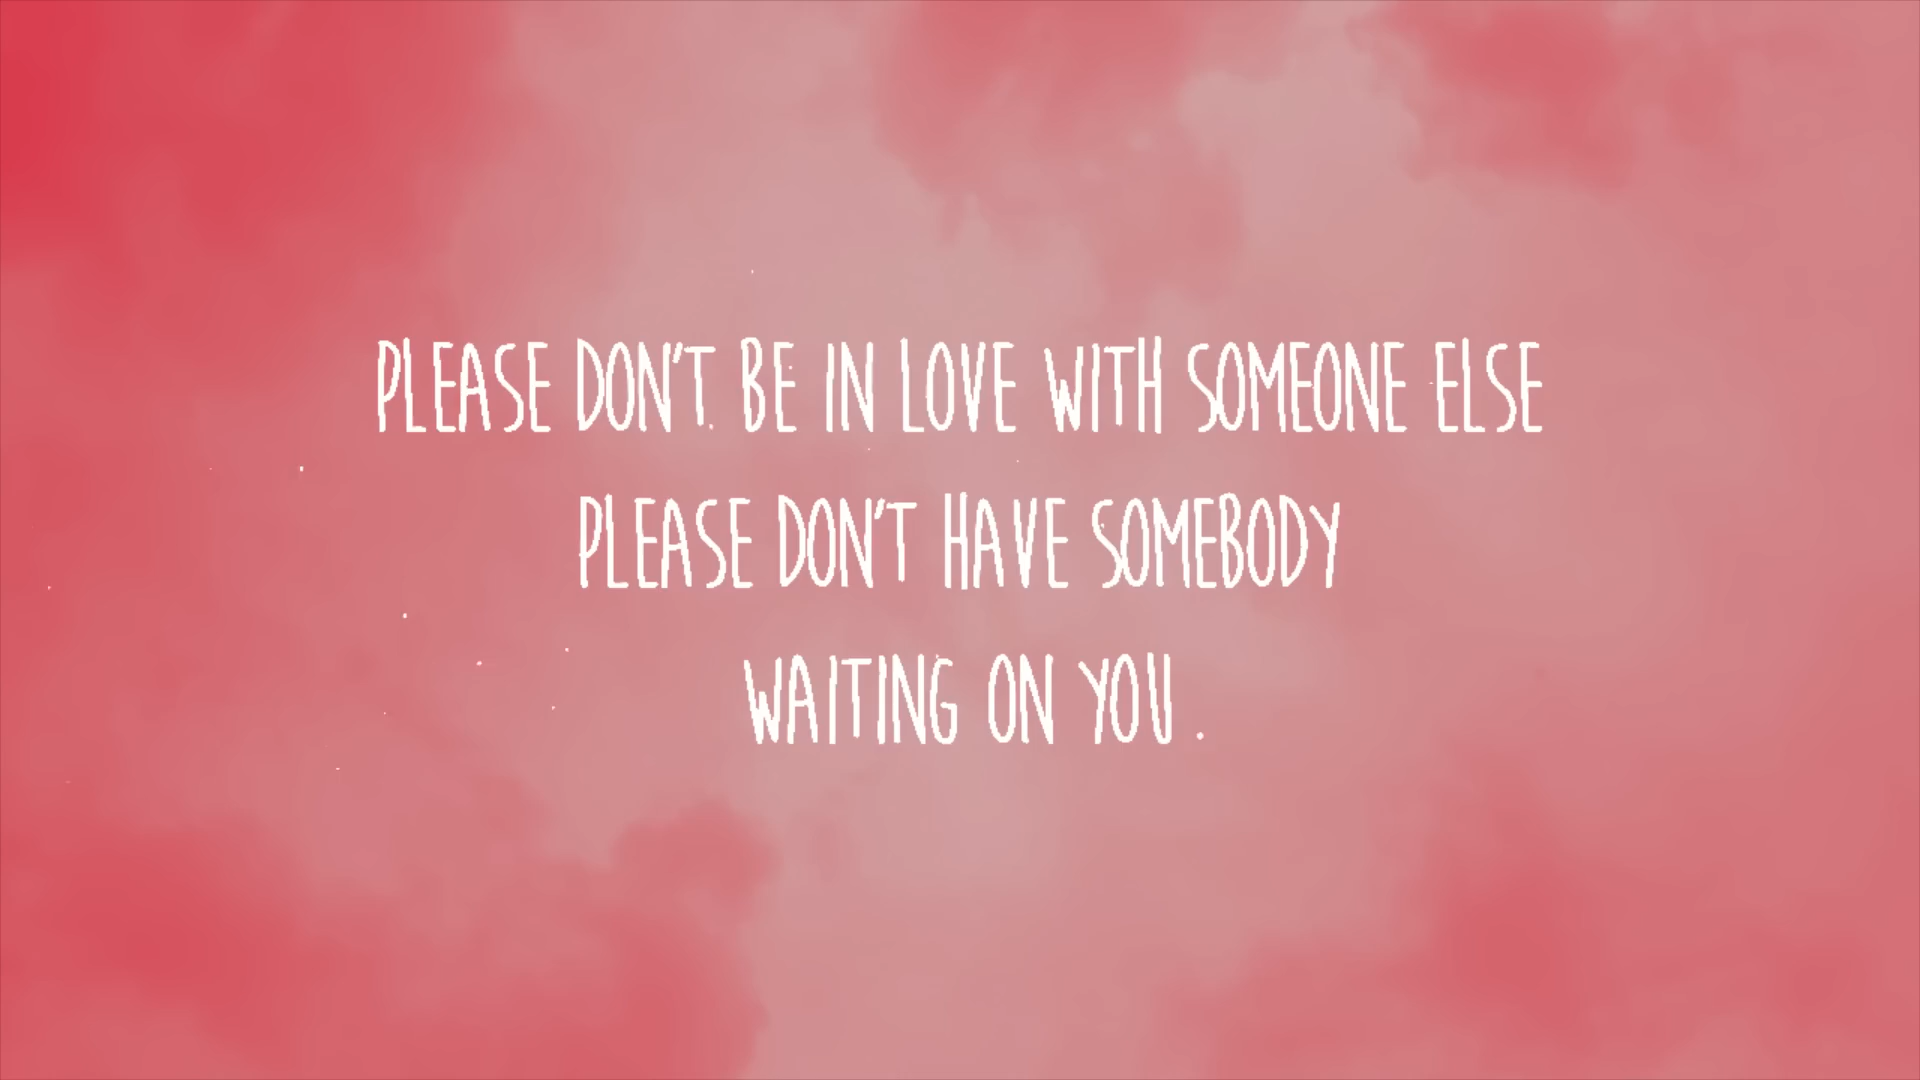 PLEASE DON'T BE IN LOVE WITH SOMEONE ELSE
PLEASE DON'T HAVE SOMEBODY
WAITING ON YOU .